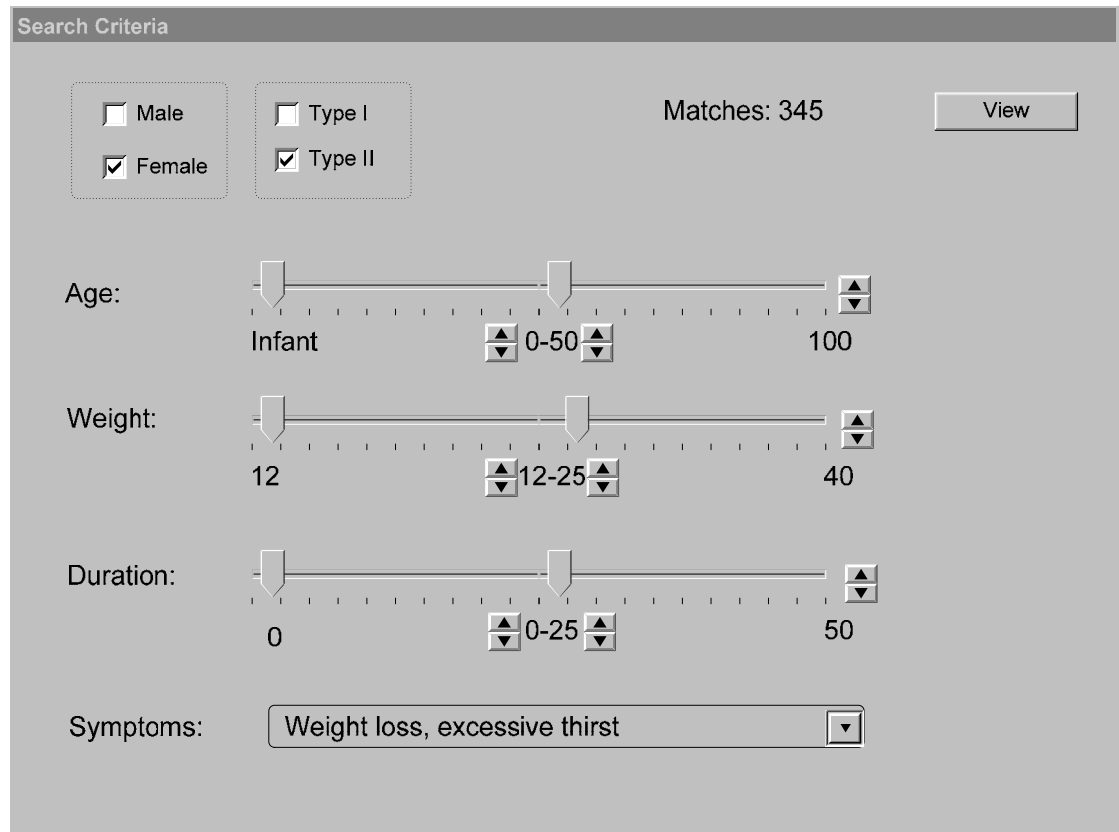 Search Criteria
Male
Female
Type I
Type II
Matches: 345
View
Age:
Infant 0-50 100
Weight:
12 12-25 40
Duration:
0 0-25 50
Symptoms: Weight loss, excessive thirst